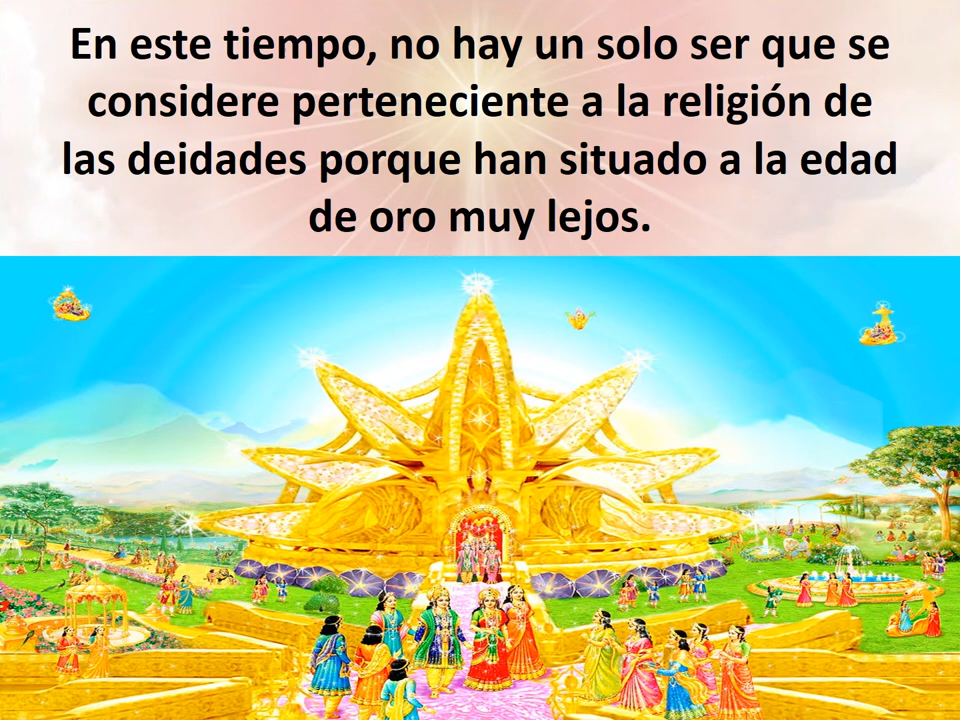 En este tiempo, no hay un solo ser que se
considere perteneciente a la religión de
las deidades porque han situado a la edad
de oro muy lejos.